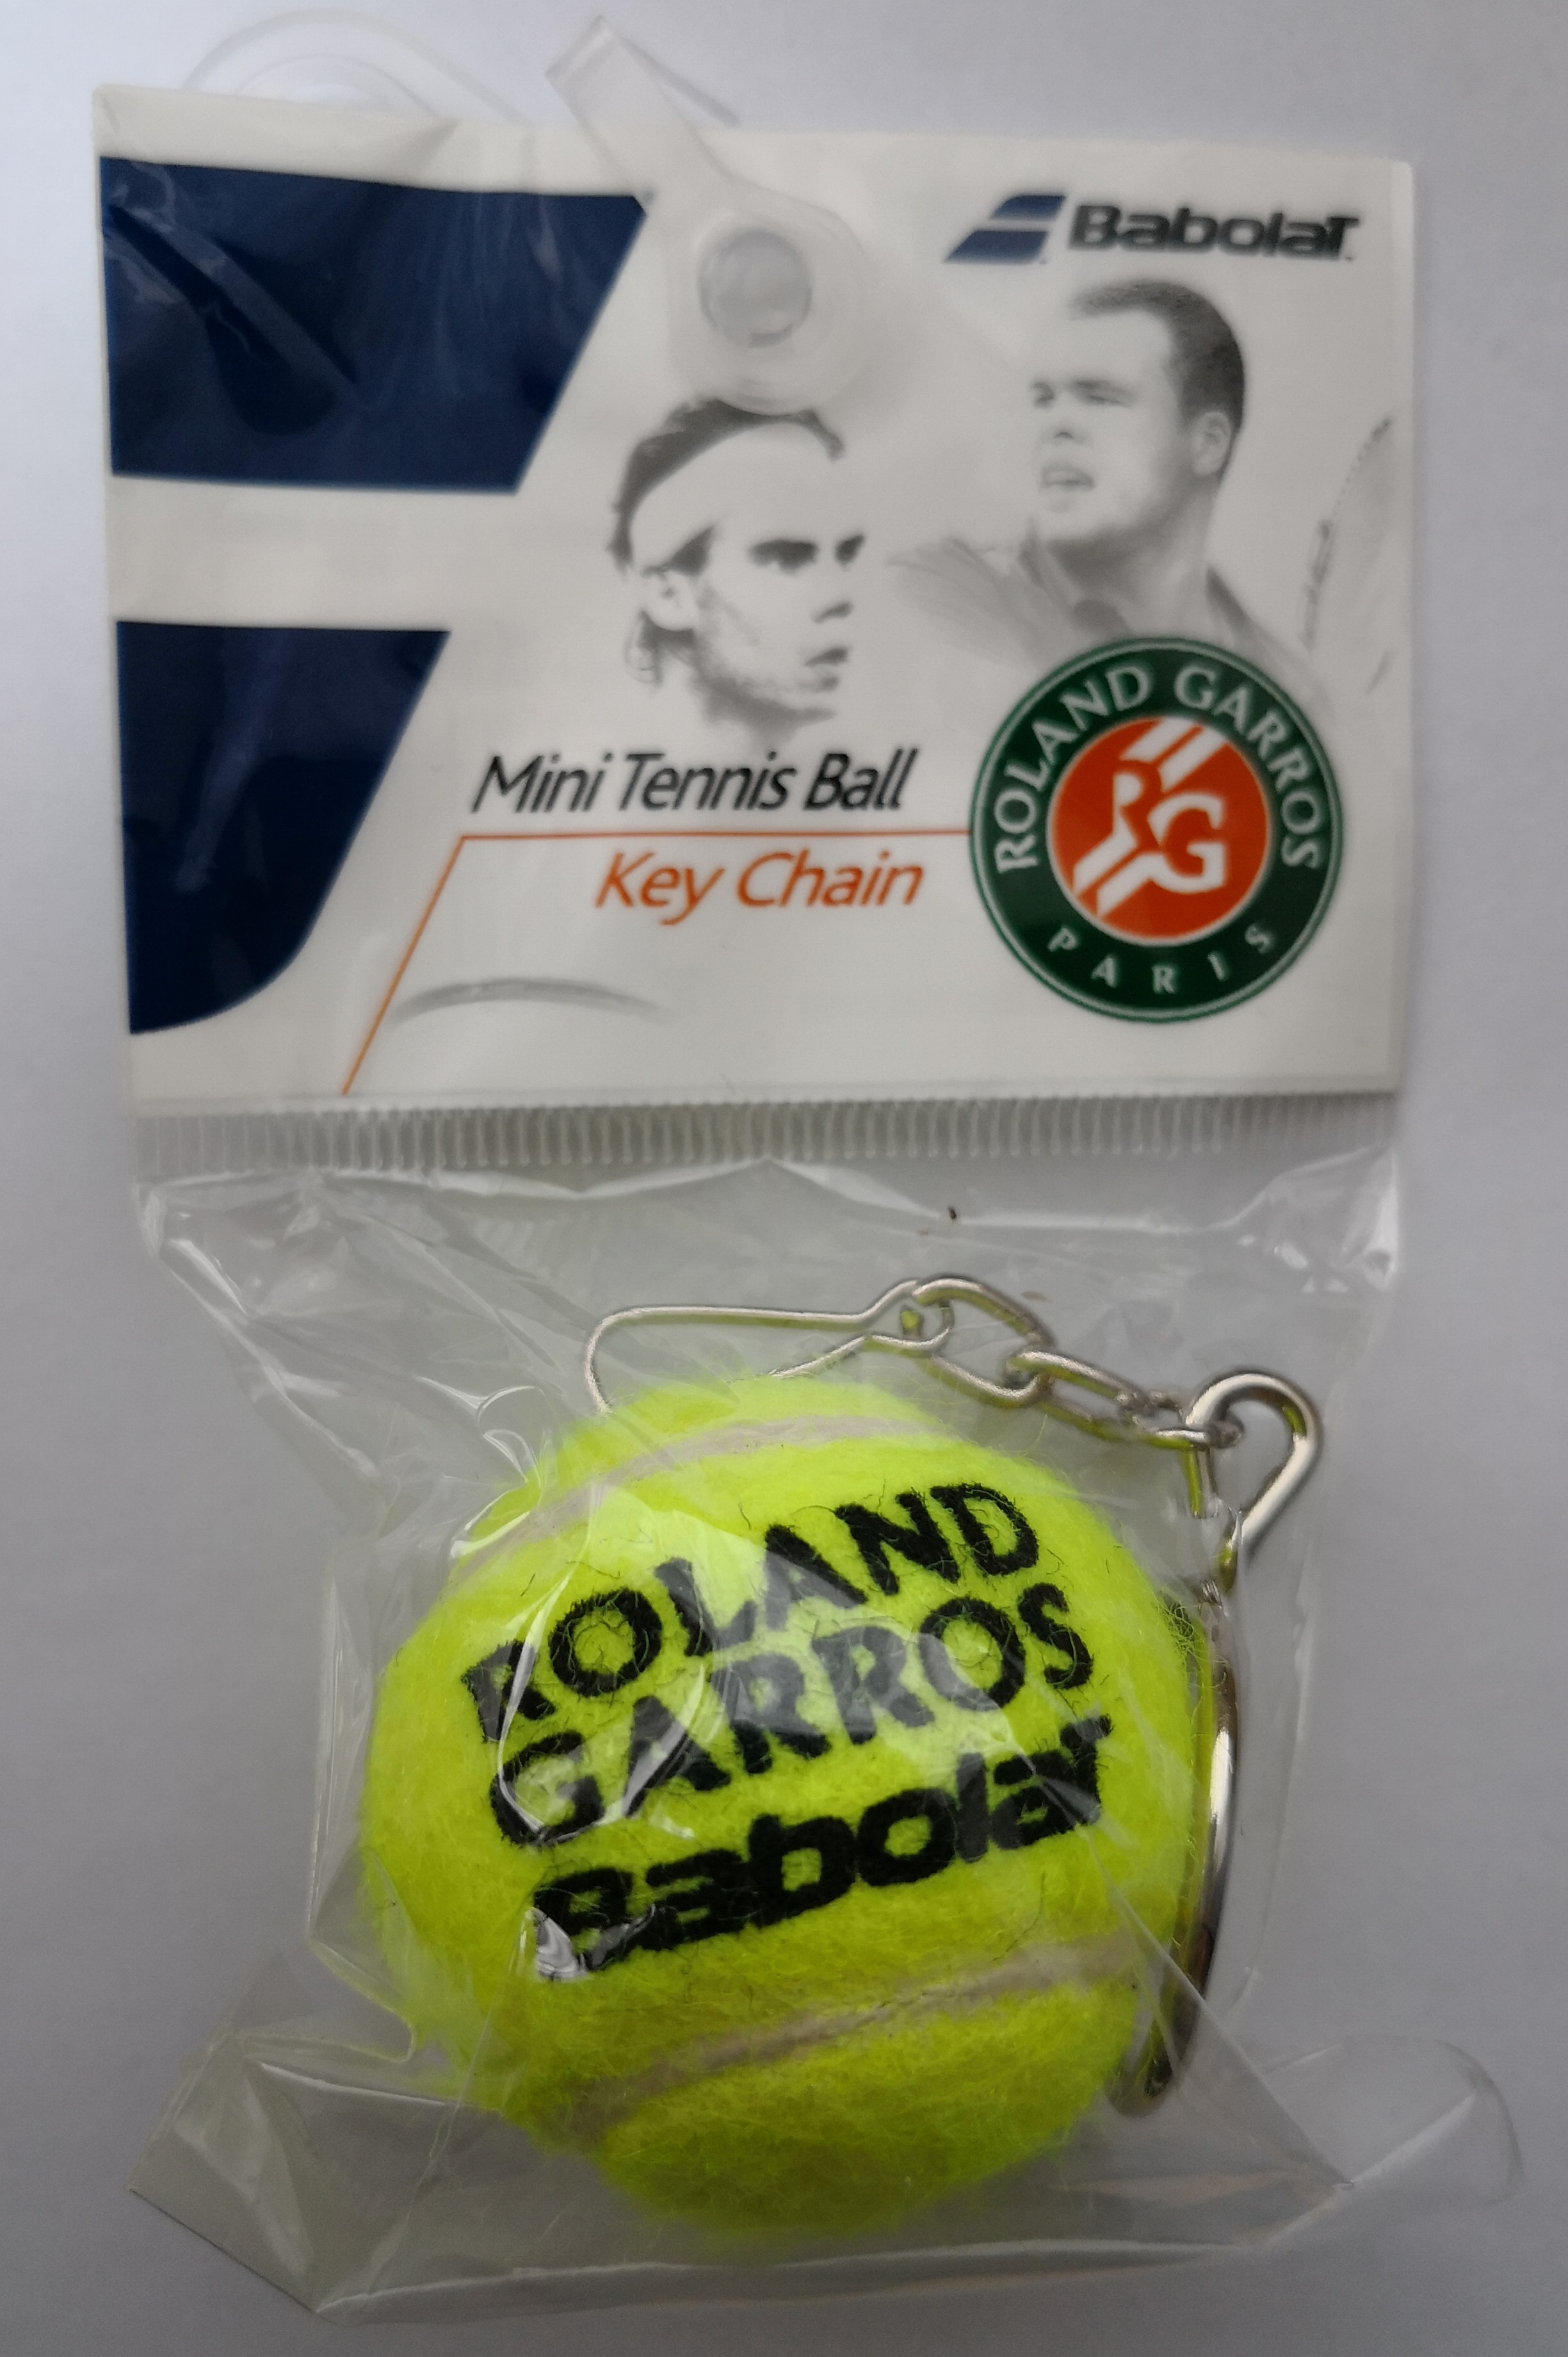 Babolat
Mini Tennis Ball
Key Chain
ROLAND GARROS
RG
PARIS
ROLAND
GARROS
Babolat